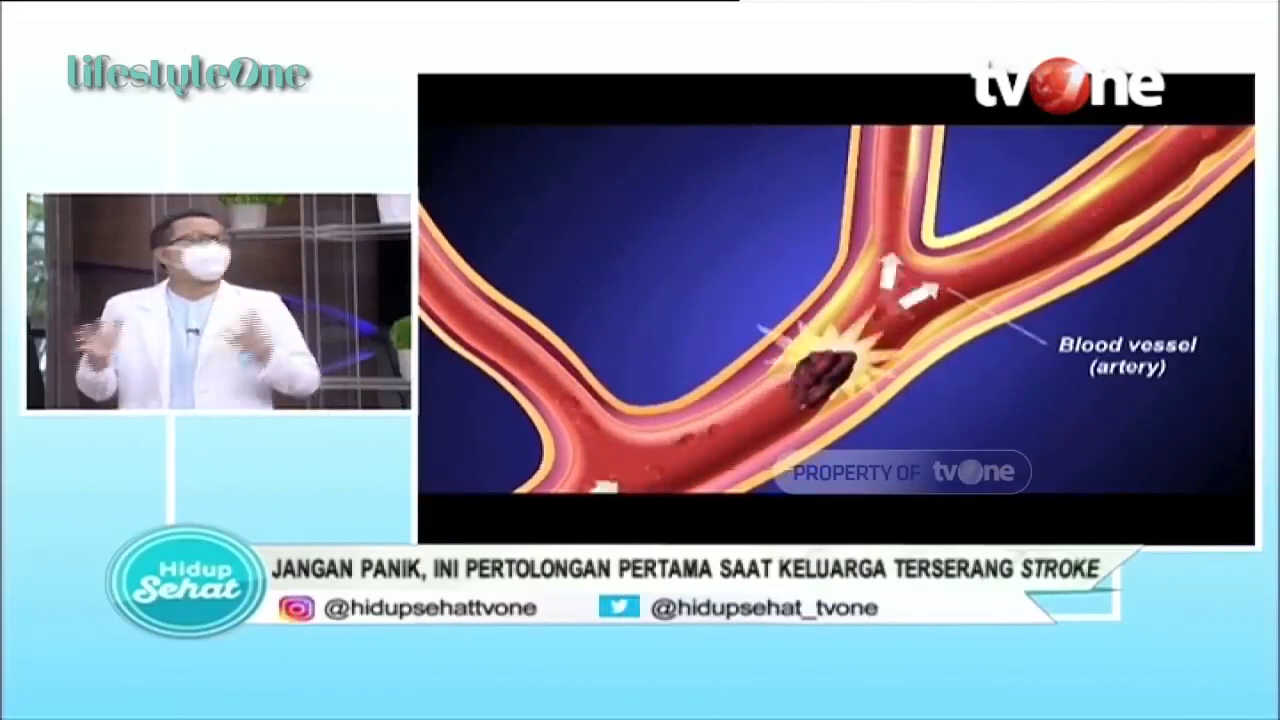 lifestyleOne
tvOne
Blood vessel
(artery)
PROPERTY OF tvOne
Hidup
Sehat
JANGAN PANIK, INI PERTOLONGAN PERTAMA SAAT KELUARGA TERSERANG STROKE
@hidupsehattvone @hidupsehat_tvone